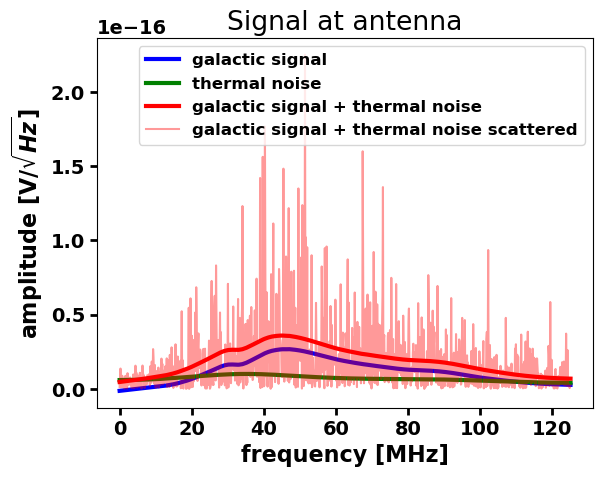 Signal at antenna
1e−16
galactic signal
thermal noise
galactic signal + thermal noise
galactic signal + thermal noise scattered
amplitude [V/√Hz]
2.0
1.5
1.0
0.5
0.0
0 20 40 60 80 100 120
frequency [MHz]